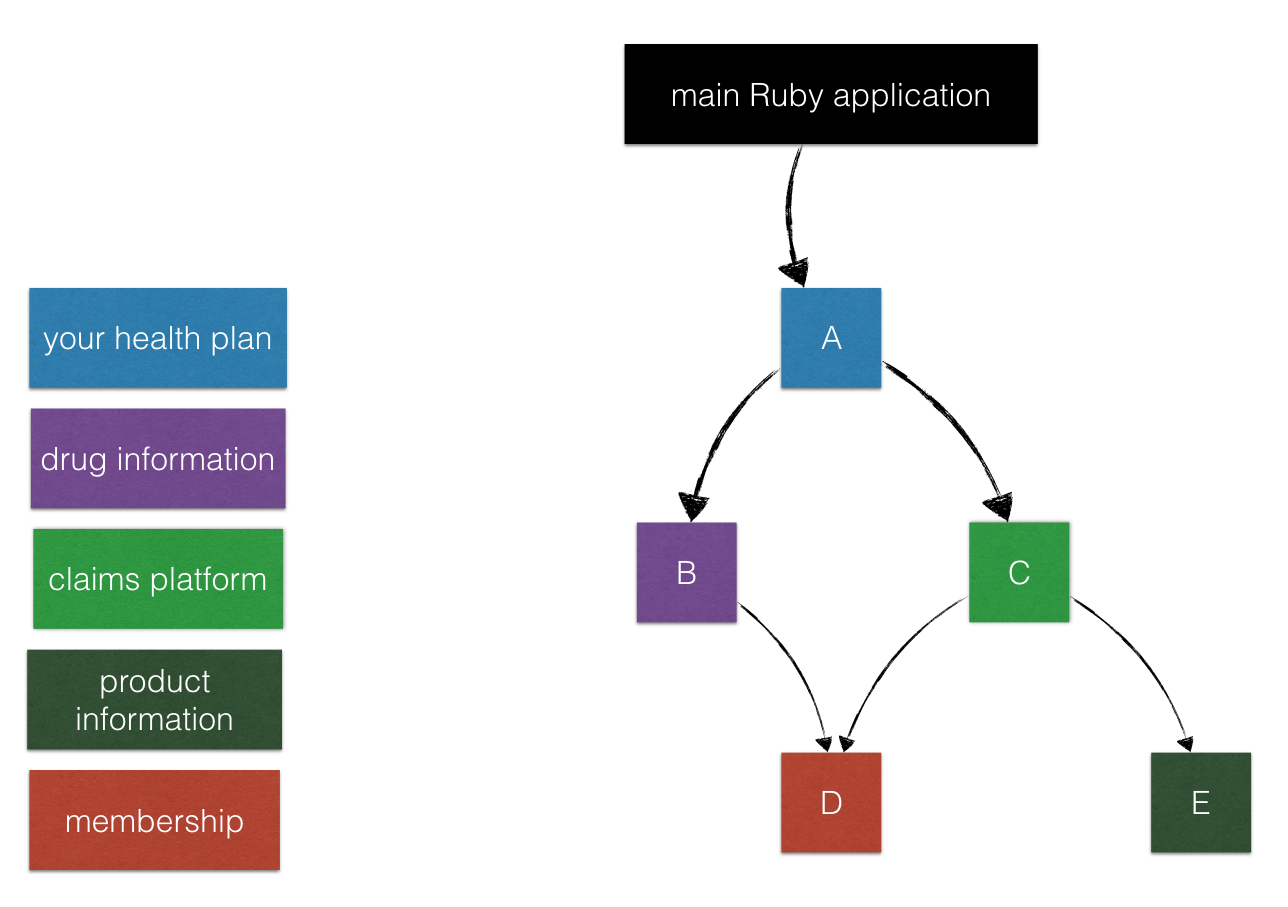 main Ruby application
your health plan
A
drug information
claims platform
B
C
product
information
membership
D
E